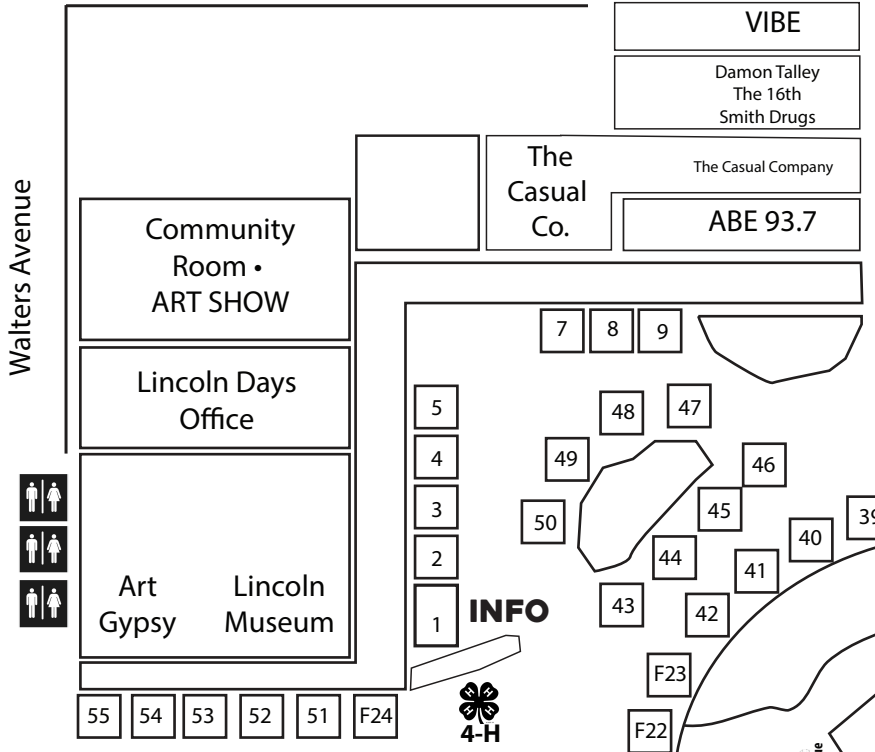 VIBE
Damon Talley
The 16th
Smith Drugs
The
Casual
Co.
The Casual Company
ABE 93.7
Walters Avenue
Community
Room •
ART SHOW
Lincoln Days
Office
7
8
9
5
4
3
2
1
INFO
48
47
49
46
50
45
44
40
39
41
43
42
Art
Gypsy
Lincoln
Museum
F23
F22
55
54
53
52
51
F24
H
H
H
H
4-H